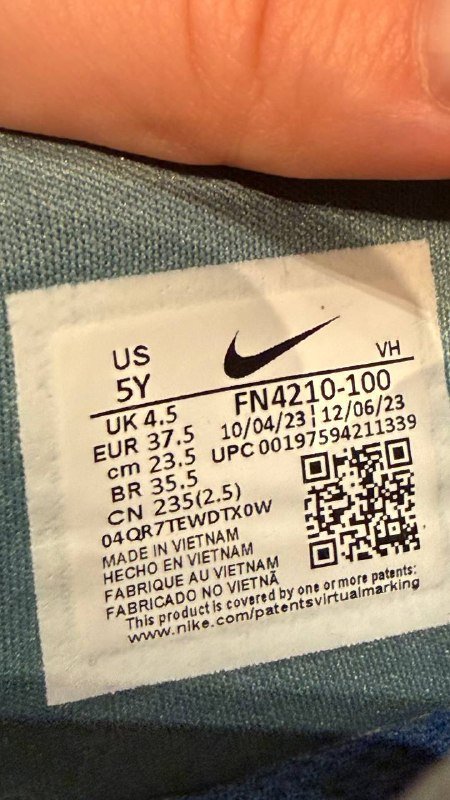 US
5Y
VH
FN4210-100
UK 4.5
10/04/23 | 12/06/23
EUR 37.5
UPC 00197594211339
cm 23.5
BR 35.5
CN 235(2.5)
04QR7TEWDTX0W
MADE IN VIETNAM
HECHO EN VIETNAM
FABRIQUE AU VIETNAM
FABRICADO NO VIETNÃ
This product is covered by one or more patents:
www.nike.com/patentsvirtualmarking